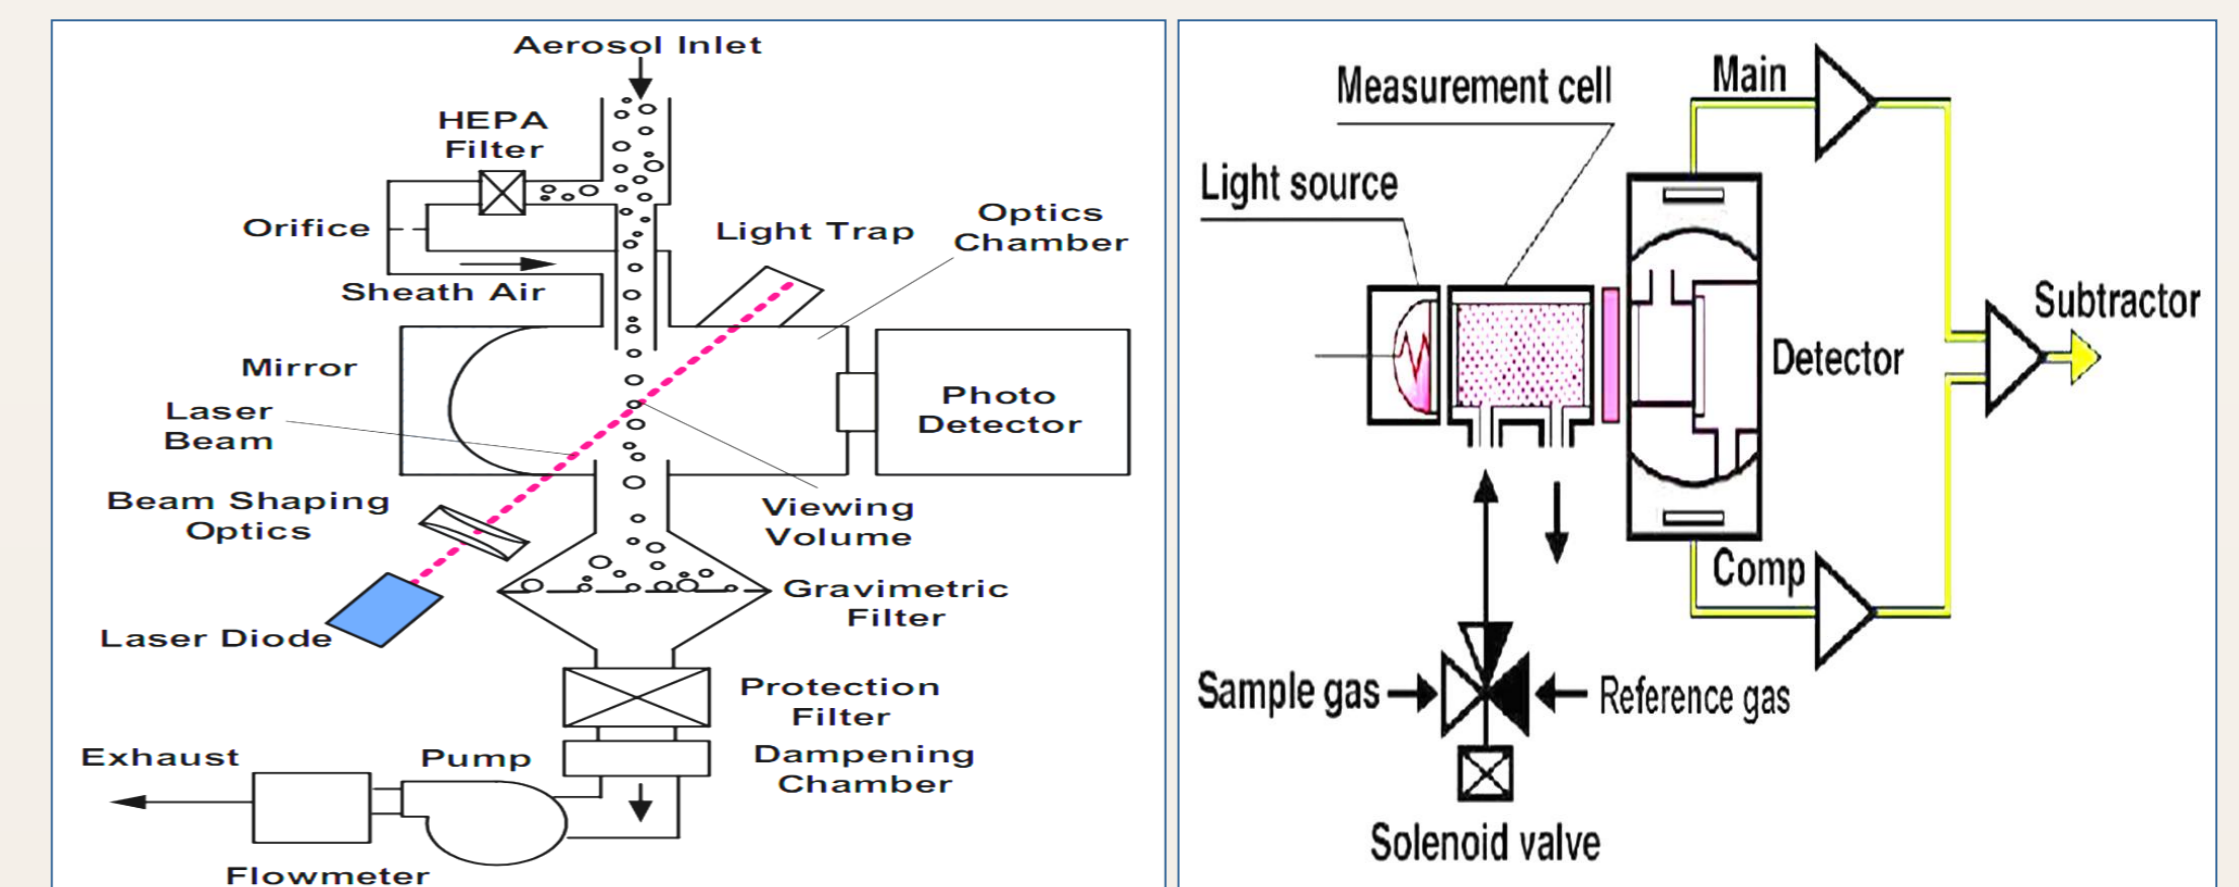 Aerosol Inlet
HEPA
Filter
Orifice
Light Trap
Optics
Chamber
Sheath Air
Mirror
Laser
Beam
Photo
Detector
Beam Shaping
Optics
Viewing
Volume
Gravimetric
Filter
Laser Diode
Protection
Filter
Exhaust
Pump
Dampening
Chamber
Flowmeter
Main
Measurement cell
Light source
Subtractor
Detector
Comp
Sample gas
Reference gas
Solenoid valve